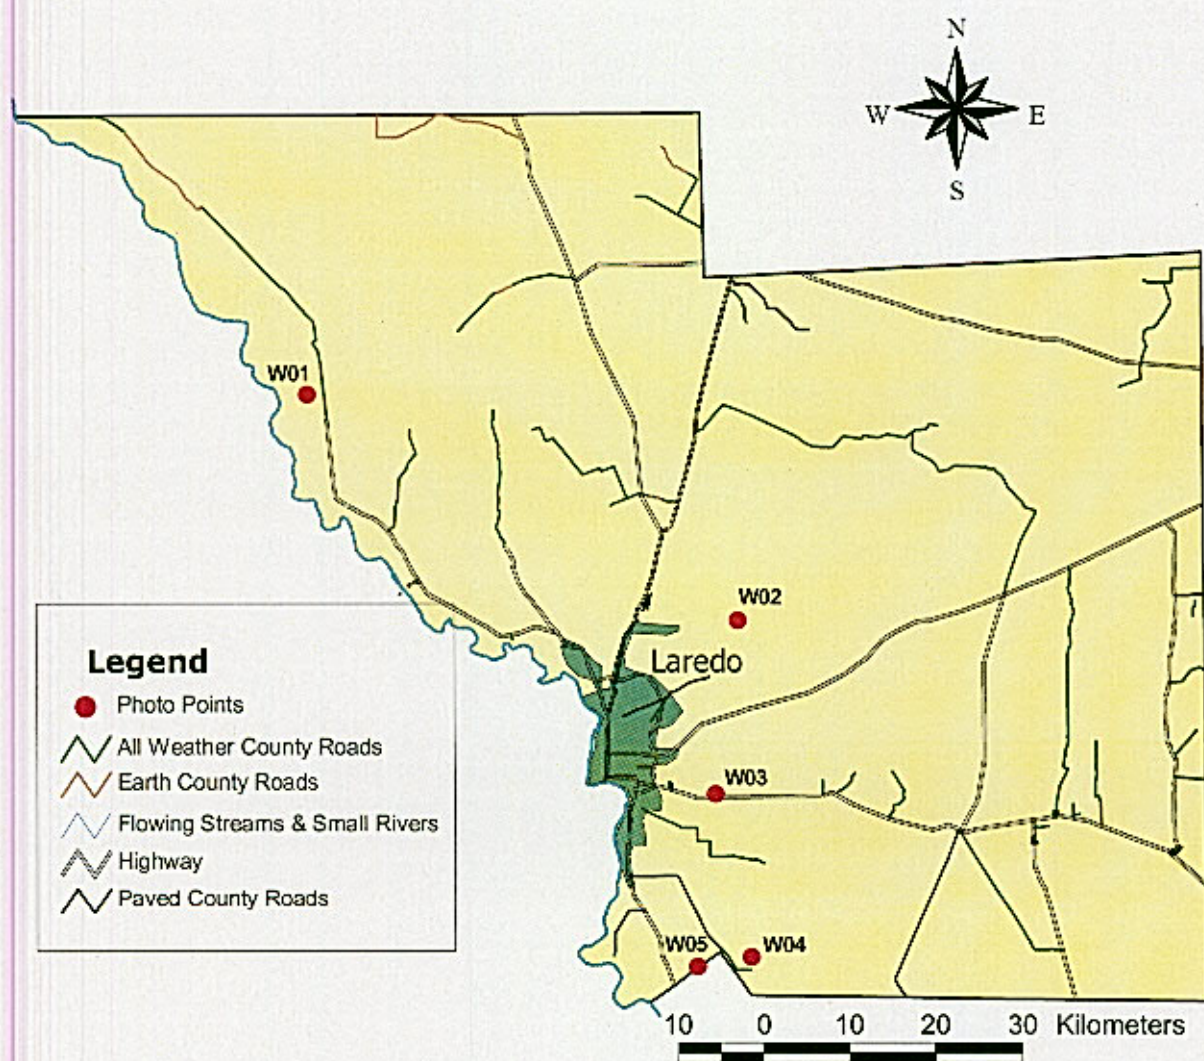 N
W E
S
W01
W02
Laredo
Legend
Photo Points
All Weather County Roads
Earth County Roads
Flowing Streams & Small Rivers
Highway
Paved County Roads
W03
W05 W04
10 0 10 20 30 Kilometers